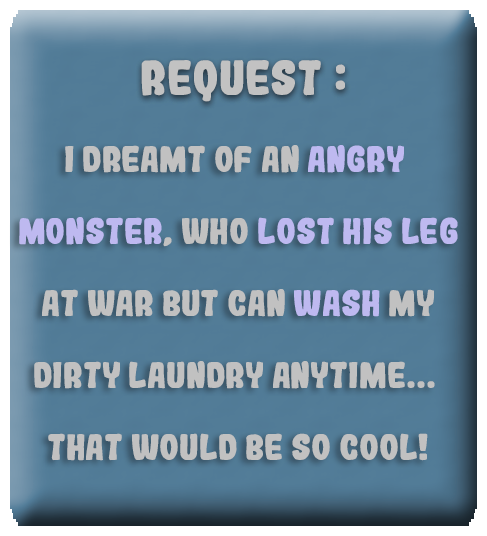 REQUEST :
I DREAMT OF AN ANGRY
MONSTER, WHO LOST HIS LEG
AT WAR BUT CAN WASH MY
DIRTY LAUNDRY ANYTIME...
THAT WOULD BE SO COOL!